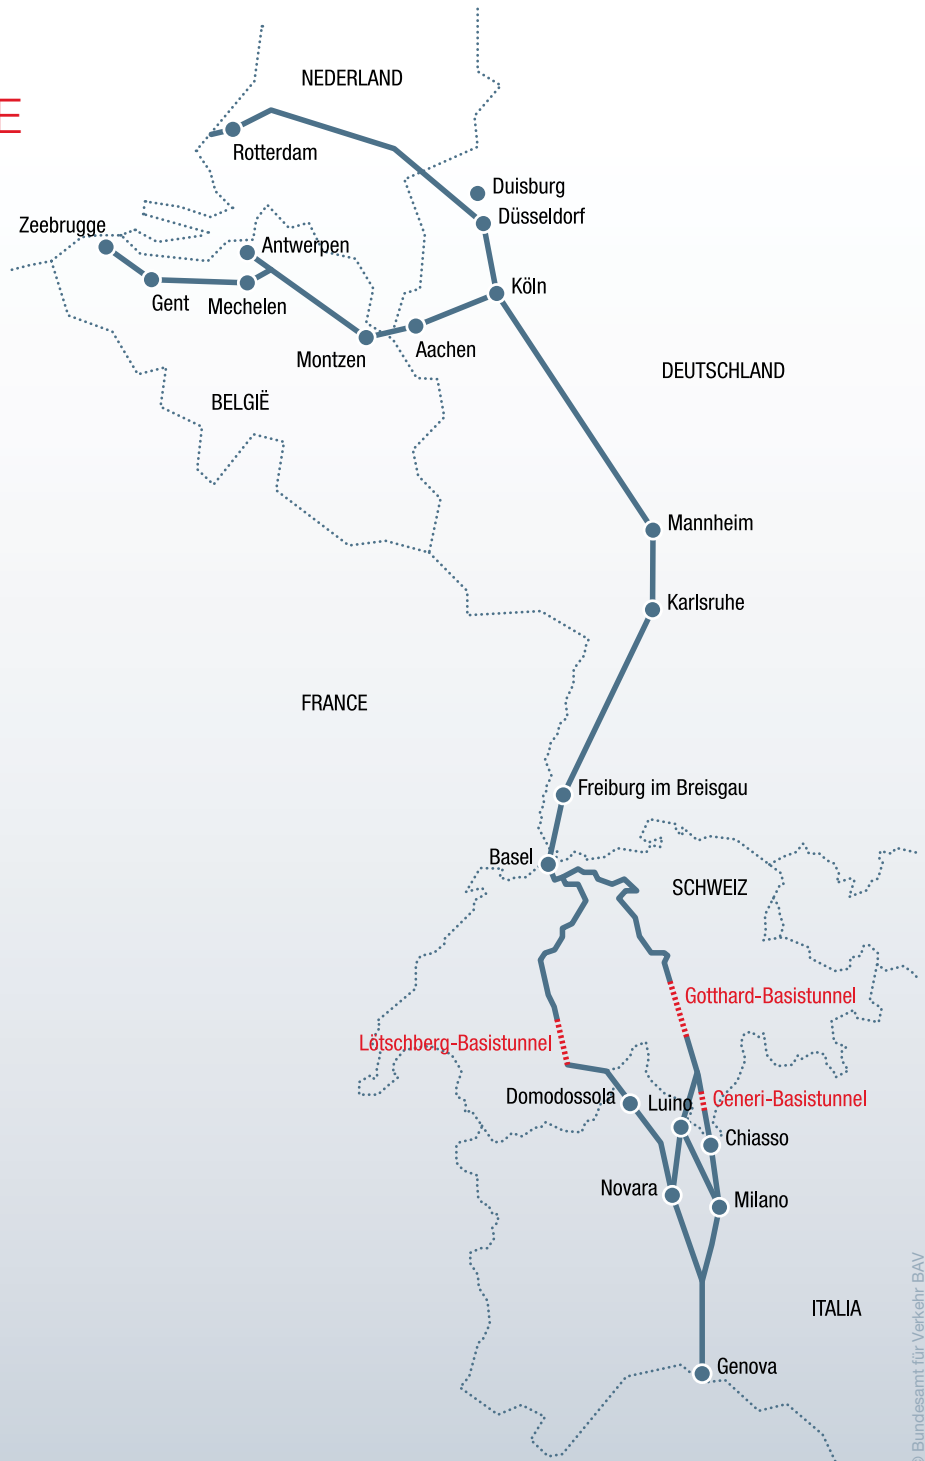 NEDERLAND
E
Rotterdam
Duisburg
Düsseldorf
Zeebrugge
Antwerpen
Köln
Gent
Mechelen
Montzen
Aachen
DEUTSCHLAND
BELGIË
Mannheim
Karlsruhe
FRANCE
Freiburg im Breisgau
Basel
SCHWEIZ
Gotthard-Basistunnel
Lötschberg-Basistunnel
Domodossola
Luino
Ceneri-Basistunnel
Chiasso
Novara
Milano
ITALIA
Genova
© Bundesamt für Verkehr BAV